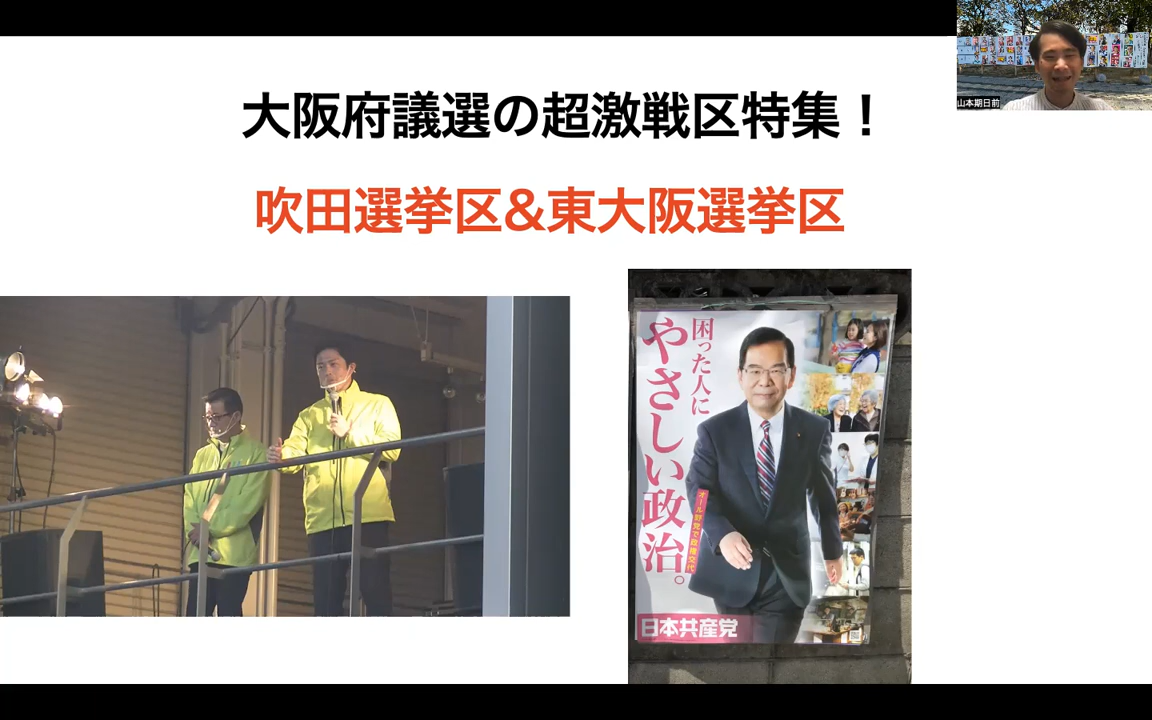 大阪府議選の超激戦区特集！
吹田選挙区&東大阪選挙区
山本期日前
困った人に
やさしい政治。
オール野党で政権交代
日本共産党